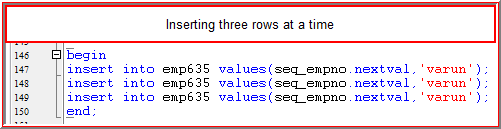 Inserting three rows at a time
146 begin
147 insert into emp635 values(seq_empno.nextval,'varun');
148 insert into emp635 values(seq_empno.nextval,'varun');
149 insert into emp635 values(seq_empno.nextval,'varun');
150 end;